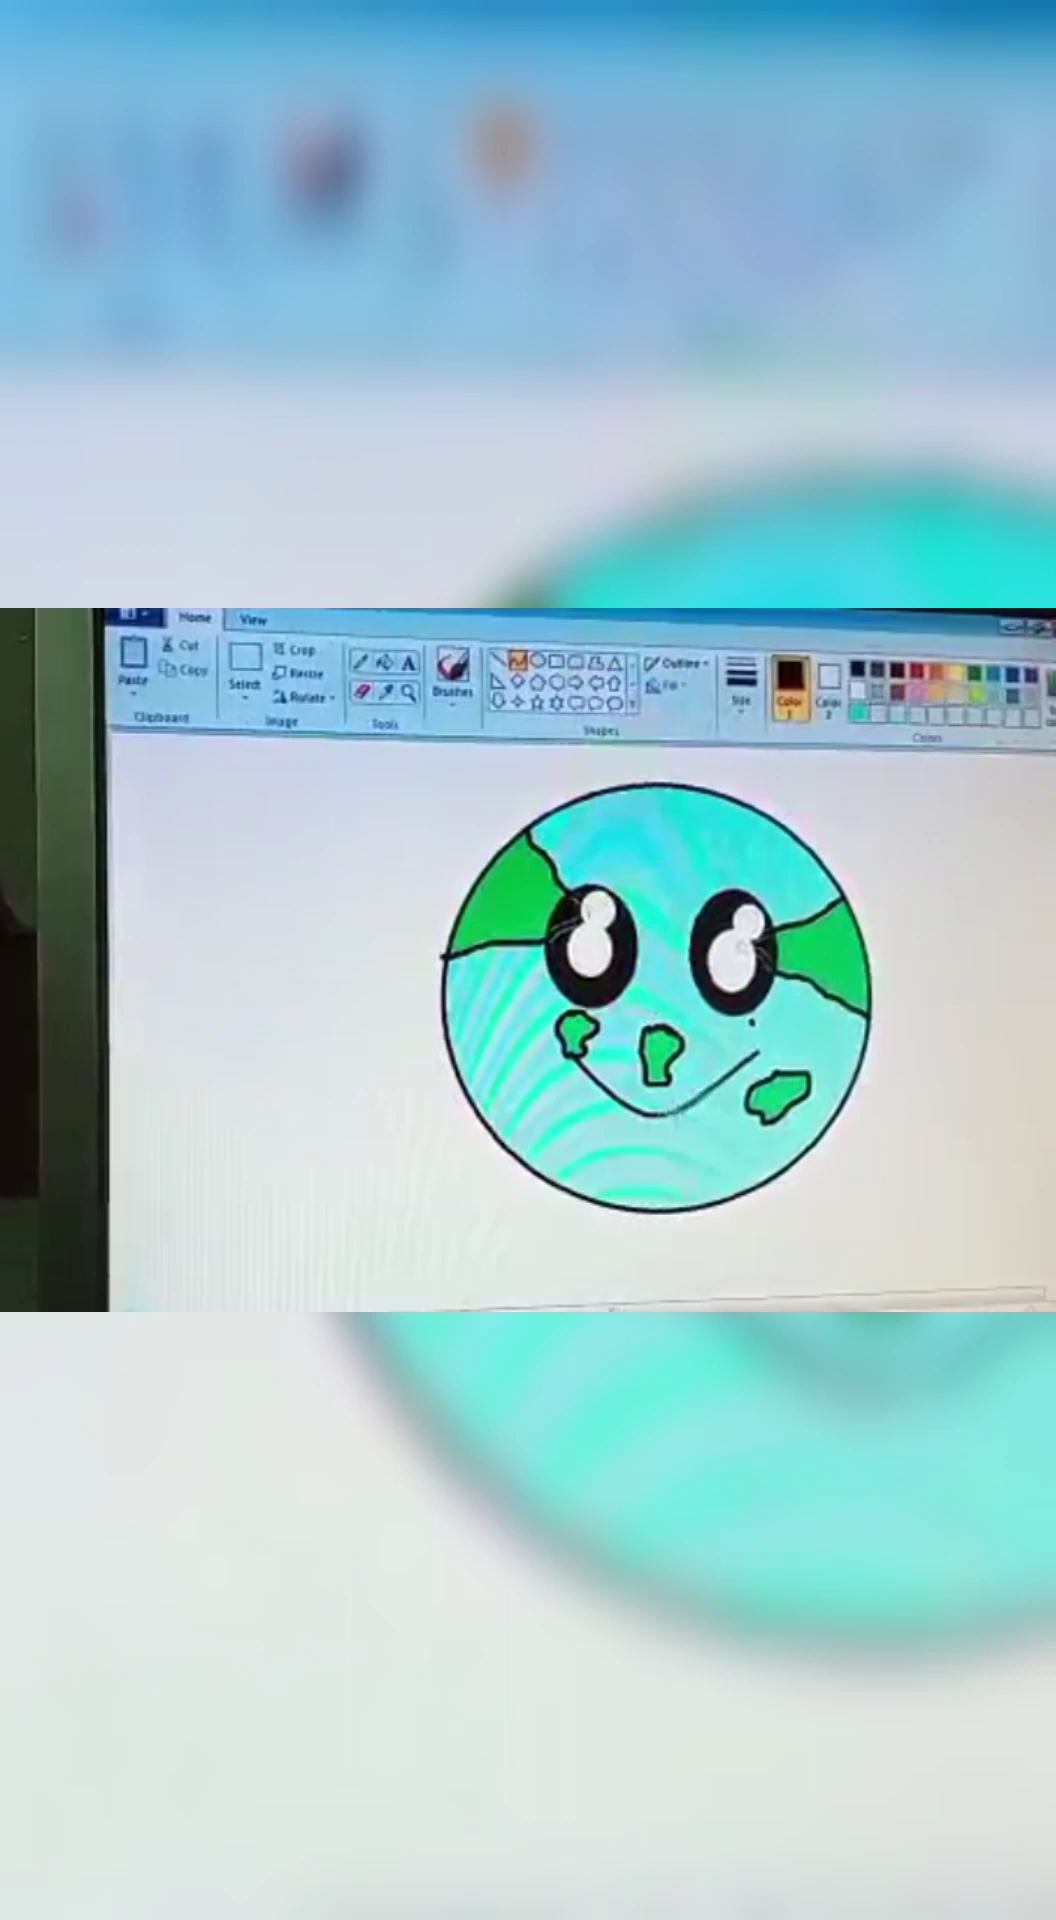 Home View
Paste
Cut
Copy
Clipboard
Select
Crop
Resize
Rotate
Image
A
Tools
Brushes
Outline
Fill
Shapes
Size
Color 1
Color 2
Colors